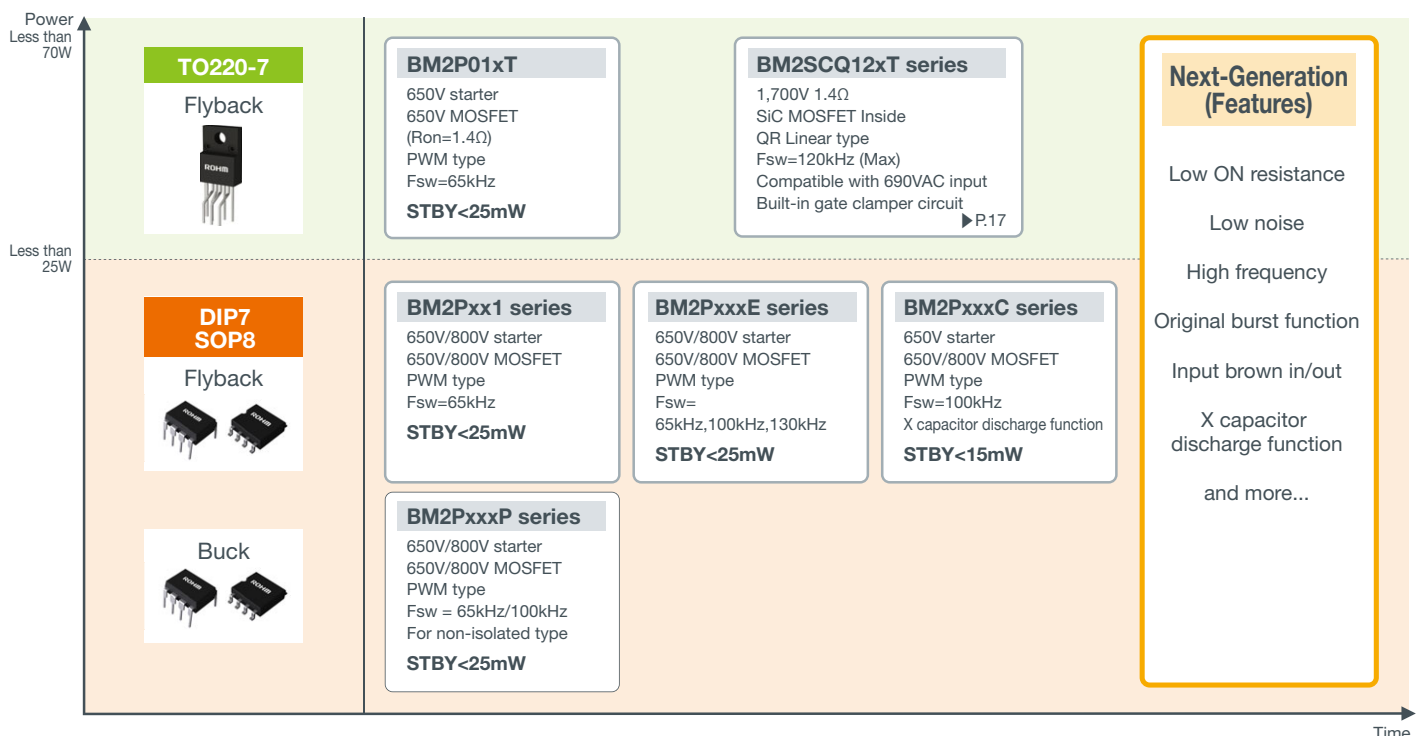 Power
Less than
70W
TO220-7
Flyback
ROHM
BM2P01xT
650V starter
650V MOSFET
(Ron=1.4Ω)
PWM type
Fsw=65kHz
STBY<25mW
BM2SCQ12xT series
1,700V 1.4Ω
SiC MOSFET Inside
QR Linear type
Fsw=120kHz (Max)
Compatible with 690VAC input
Built-in gate clamper circuit
▶P.17
Less than
25W
DIP7
SOP8
Flyback
ROHM
ROHM
BM2Pxx1 series
650V/800V starter
650V/800V MOSFET
PWM type
Fsw=65kHz
STBY<25mW
BM2PxxxE series
650V/800V starter
650V/800V MOSFET
PWM type
Fsw=
65kHz,100kHz,130kHz
STBY<25mW
BM2PxxxC series
650V starter
650V/800V MOSFET
PWM type
Fsw=100kHz
X capacitor discharge function
STBY<15mW
Buck
ROHM
ROHM
BM2PxxxP series
650V/800V starter
650V/800V MOSFET
PWM type
Fsw = 65kHz/100kHz
For non-isolated type
STBY<25mW
Next-Generation
(Features)
Low ON resistance
Low noise
High frequency
Original burst function
Input brown in/out
X capacitor
discharge function
and more...
Time